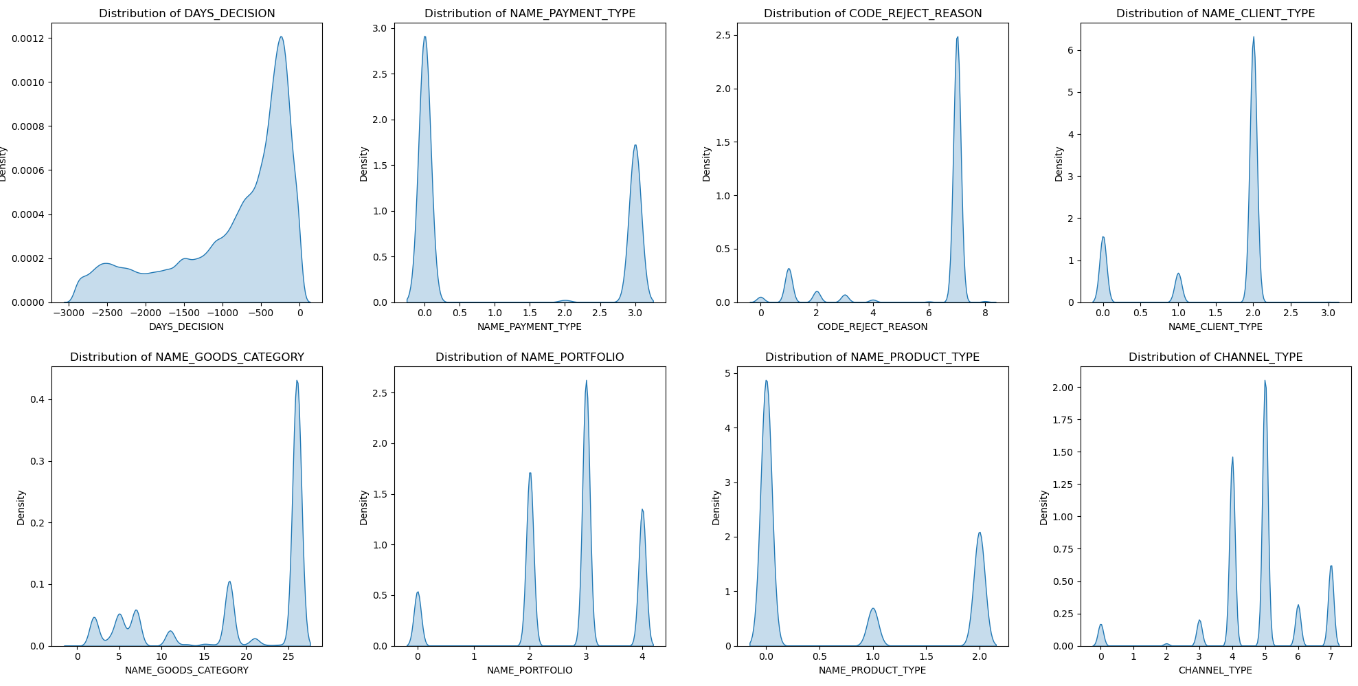 Distribution of DAYS_DECISION
Density
0.0012
0.0010
0.0008
0.0006
0.0004
0.0002
0.0000
−3000 −2500 −2000 −1500 −1000 −500 0
DAYS_DECISION
Distribution of NAME_PAYMENT_TYPE
Density
3.0
2.5
2.0
1.5
1.0
0.5
0.0
0.0 0.5 1.0 1.5 2.0 2.5 3.0
NAME_PAYMENT_TYPE
Distribution of CODE_REJECT_REASON
Density
2.5
2.0
1.5
1.0
0.5
0.0
0 2 4 6 8
CODE_REJECT_REASON
Distribution of NAME_CLIENT_TYPE
Density
6
5
4
3
2
1
0
0.0 0.5 1.0 1.5 2.0 2.5 3.0
NAME_CLIENT_TYPE
Distribution of NAME_GOODS_CATEGORY
Density
0.4
0.3
0.2
0.1
0.0
0 5 10 15 20 25
NAME_GOODS_CATEGORY
Distribution of NAME_PORTFOLIO
Density
2.5
2.0
1.5
1.0
0.5
0.0
0 1 2 3 4
NAME_PORTFOLIO
Distribution of NAME_PRODUCT_TYPE
Density
5
4
3
2
1
0
0.0 0.5 1.0 1.5 2.0
NAME_PRODUCT_TYPE
Distribution of CHANNEL_TYPE
Density
2.00
1.75
1.50
1.25
1.00
0.75
0.50
0.25
0.00
0 1 2 3 4 5 6 7
CHANNEL_TYPE